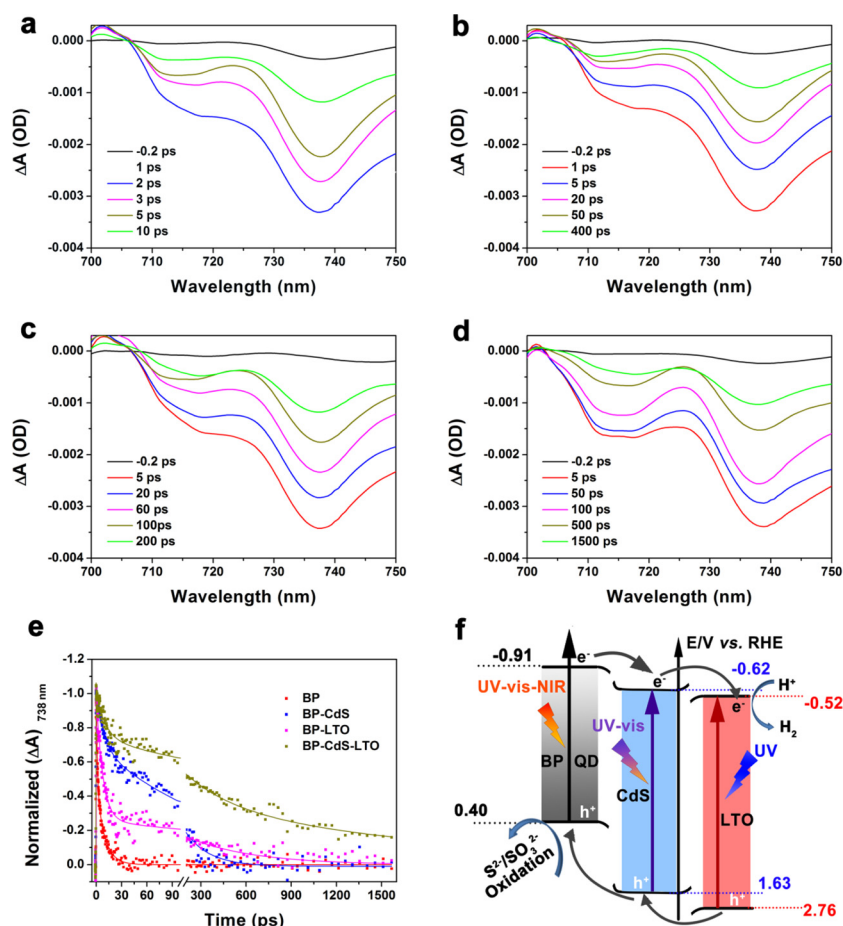 a
0.000
-0.001
-0.002
-0.003
-0.004
ΔA (OD)
-0.2 ps
1 ps
2 ps
3 ps
5 ps
10 ps
700 710 720 730 740 750
Wavelength (nm)
b
0.000
-0.001
-0.002
-0.003
-0.004
ΔA (OD)
-0.2 ps
1 ps
5 ps
20 ps
50 ps
400 ps
700 710 720 730 740 750
Wavelength (nm)
c
0.000
-0.001
-0.002
-0.003
-0.004
ΔA (OD)
-0.2 ps
5 ps
20 ps
60 ps
100ps
200 ps
700 710 720 730 740 750
Wavelength (nm)
d
0.000
-0.001
-0.002
-0.003
-0.004
ΔA (OD)
-0.2 ps
5 ps
50 ps
100 ps
500 ps
1500 ps
700 710 720 730 740 750
Wavelength (nm)
e
-1.2
-1.0
-0.8
-0.6
-0.4
-0.2
0.0
Normalized (ΔA) 738 nm
BP
BP-CdS
BP-LTO
BP-CdS-LTO
0 30 60 90 300 600 900 1200 1500
Time (ps)
f
E/V vs. RHE
-0.91
e-
e-
-0.62
e-
H+
H2
-0.52
UV-vis-NIR
UV-vis
UV
BP QD
CdS
LTO
0.40
h+
S2-/SO32-
Oxidation
h+
1.63
h+
2.76